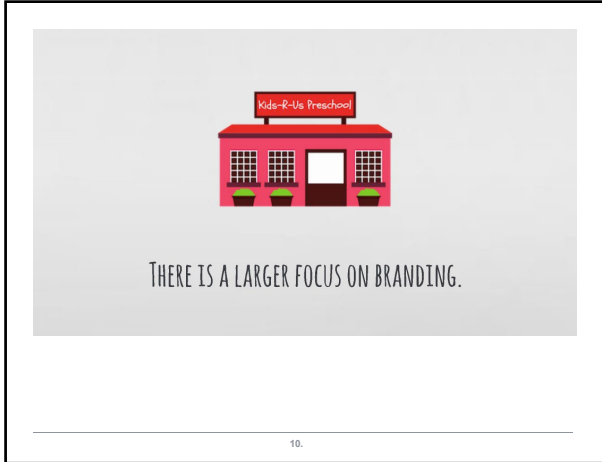 Kids-R-Us Preschool
There is a larger focus on branding.
10.